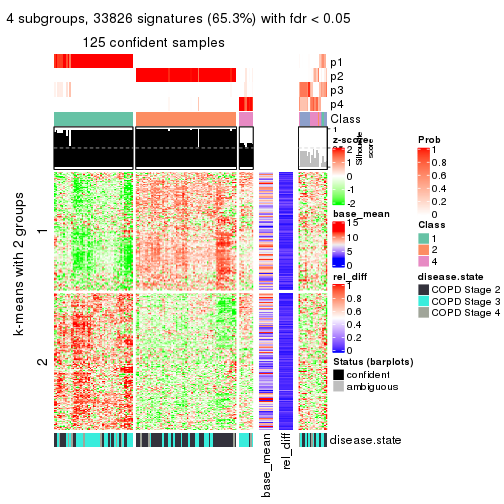 4 subgroups, 33826 signatures (65.3%) with fdr < 0.05
125 confident samples
p1
p2
p3
p4
Class
1
silhouette
score
k-means with 2 groups
1
2
disease.state
base_mean
rel_diff
z-score
2
1
0
-1
-2
base_mean
15
10
5
0
rel_diff
1
0.8
0.6
0.4
0.2
0
Status (barplots)
confident
ambiguous
Prob
1
0.8
0.6
0.4
0.2
0
Class
1
2
4
disease.state
COPD Stage 2
COPD Stage 3
COPD Stage 4